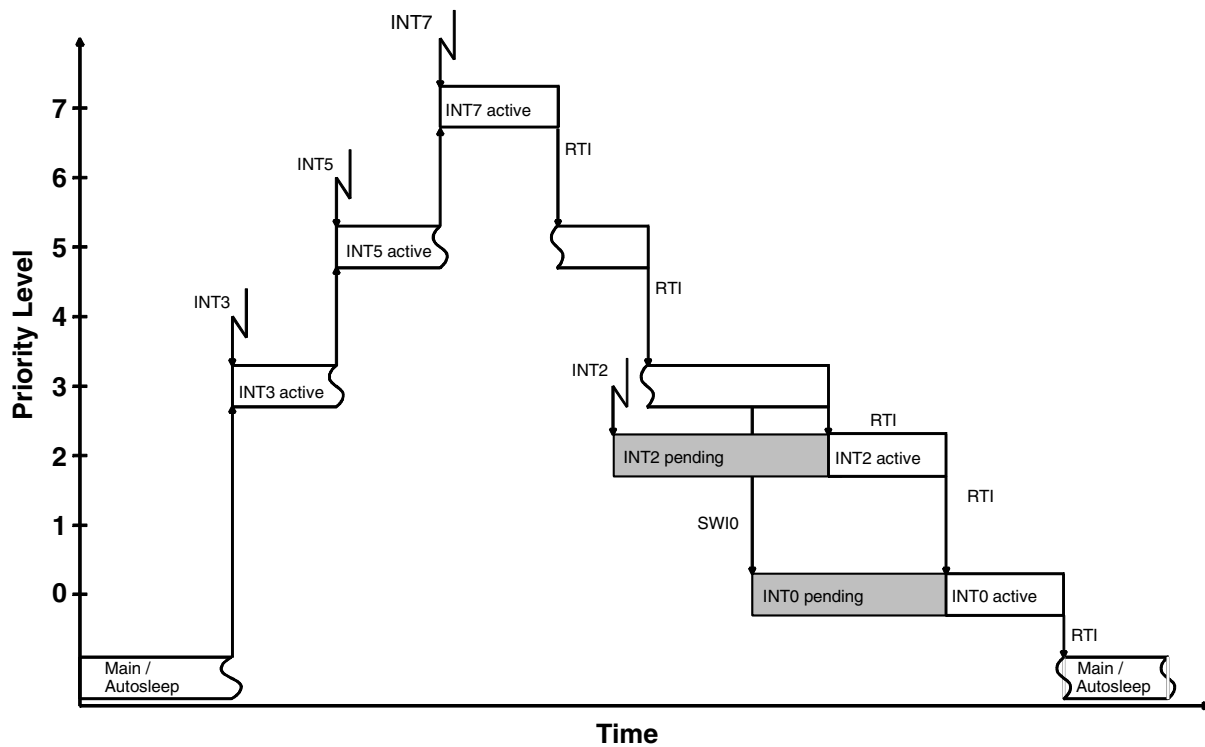 INT7
7
INT7 active
RTI
INT5
6
Priority Level
5
INT5 active
RTI
INT3
4
INT2
3
INT3 active
RTI
2
INT2 pending
INT2 active
RTI
SWI0
1
0
INT0 pending
INT0 active
RTI
Main /
Autosleep
Main /
Autosleep
Time